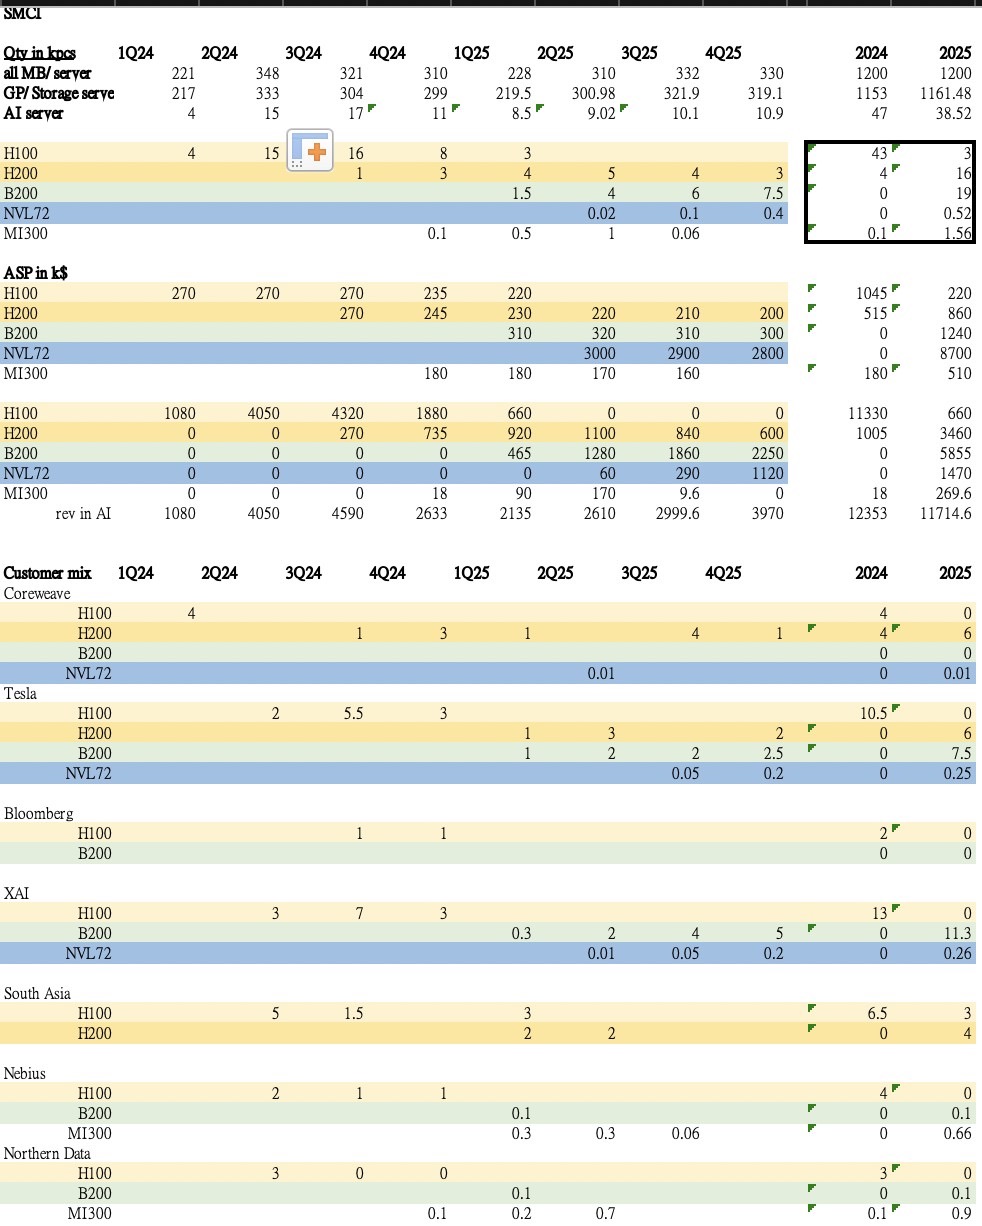 SMCI
Qty in kpcs 1Q24 2Q24 3Q24 4Q24 1Q25 2Q25 3Q25 4Q25 2024 2025
all MB/ server 221 348 321 310 228 310 332 330 1200 1200
GP/ Storage serve 217 333 304 299 219.5 300.98 321.9 319.1 1153 1161.48
AI server 4 15 17 11 8.5 9.02 10.1 10.9 47 38.52
H100 4 15 16 8 3 43 3
H200 1 3 4 5 4 3 4 16
B200 1.5 4 6 7.5 0 19
NVL72 0.02 0.1 0.4 0 0.52
MI300 0.1 0.5 1 0.06 0.1 1.56
ASP in k$
H100 270 270 270 235 220 1045 220
H200 270 245 230 220 210 200 515 860
B200 310 320 310 300 0 1240
NVL72 3000 2900 2800 0 8700
MI300 180 180 170 160 180 510
H100 1080 4050 4320 1880 660 0 0 0 11330 660
H200 0 0 270 735 920 1100 840 600 1005 3460
B200 0 0 0 0 465 1280 1860 2250 0 5855
NVL72 0 0 0 0 0 60 290 1120 0 1470
MI300 0 0 0 18 90 170 9.6 0 18 269.6
rev in AI 1080 4050 4590 2633 2135 2610 2999.6 3970 12353 11714.6
Customer mix 1Q24 2Q24 3Q24 4Q24 1Q25 2Q25 3Q25 4Q25 2024 2025
Coreweave
H100 4 4 0
H200 1 3 1 4 1 4 6
B200 0 0
NVL72 0.01 0 0.01
Tesla
H100 2 5.5 3 10.5 0
H200 1 3 2 0 6
B200 1 2 2 2.5 0 7.5
NVL72 0.05 0.2 0 0.25
Bloomberg
H100 1 1 2 0
B200 0 0
XAI
H100 3 7 3 13 0
B200 0.3 2 4 5 0 11.3
NVL72 0.01 0.05 0.2 0 0.26
South Asia
H100 5 1.5 3 6.5 3
H200 2 2 0 4
Nebius
H100 2 1 1 4 0
B200 0.1 0 0.1
MI300 0.3 0.3 0.06 0 0.66
Northern Data
H100 3 0 0 3 0
B200 0.1 0 0.1
MI300 0.1 0.2 0.7 0.1 0.9